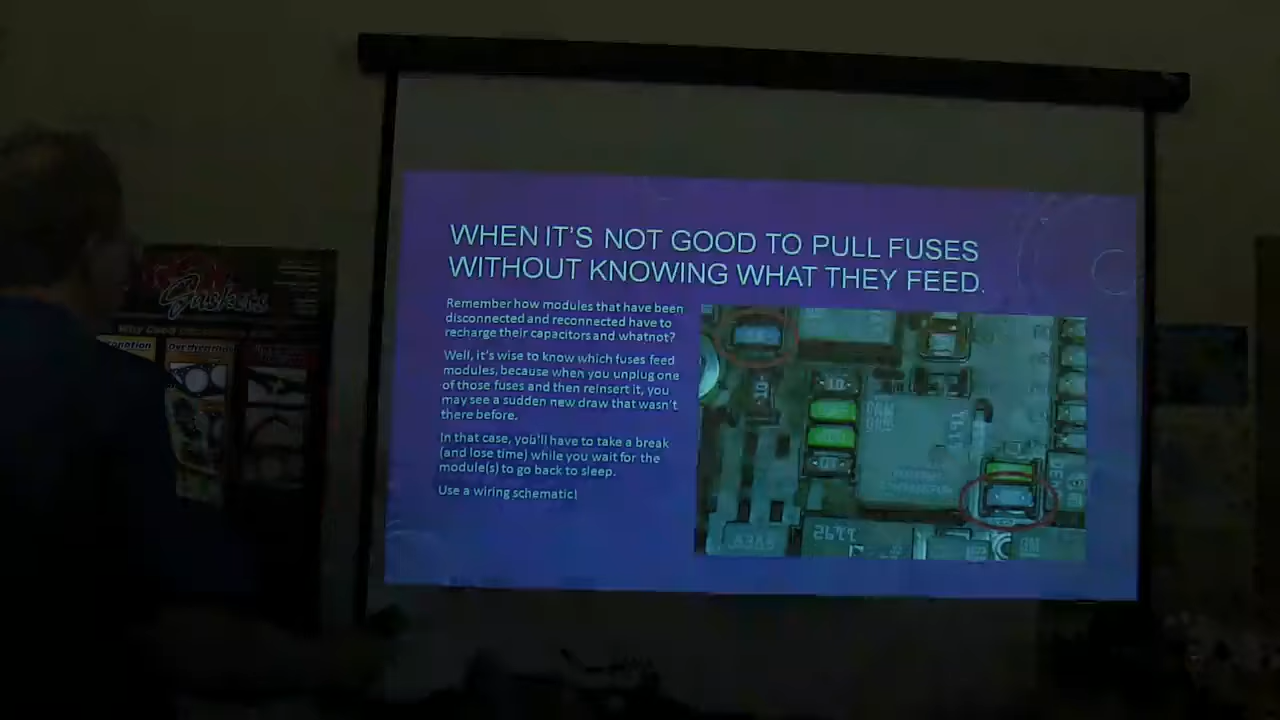 WHEN IT'S NOT GOOD TO PULL FUSES
WITHOUT KNOWING WHAT THEY FEED.
Remember how modules that have been
disconnected and reconnected have to
recharge their capacitors and whatnot?
Well, it's wise to know which fuses feed
modules, because when you unplug one
of those fuses and then reinsert it, you
may see a sudden new draw that wasn't
there before.
In that case, you'll have to take a break
(and lose time) while you wait for the
module(s) to go back to sleep.
Use a wiring schematic!
Gaskets
Why Good
10